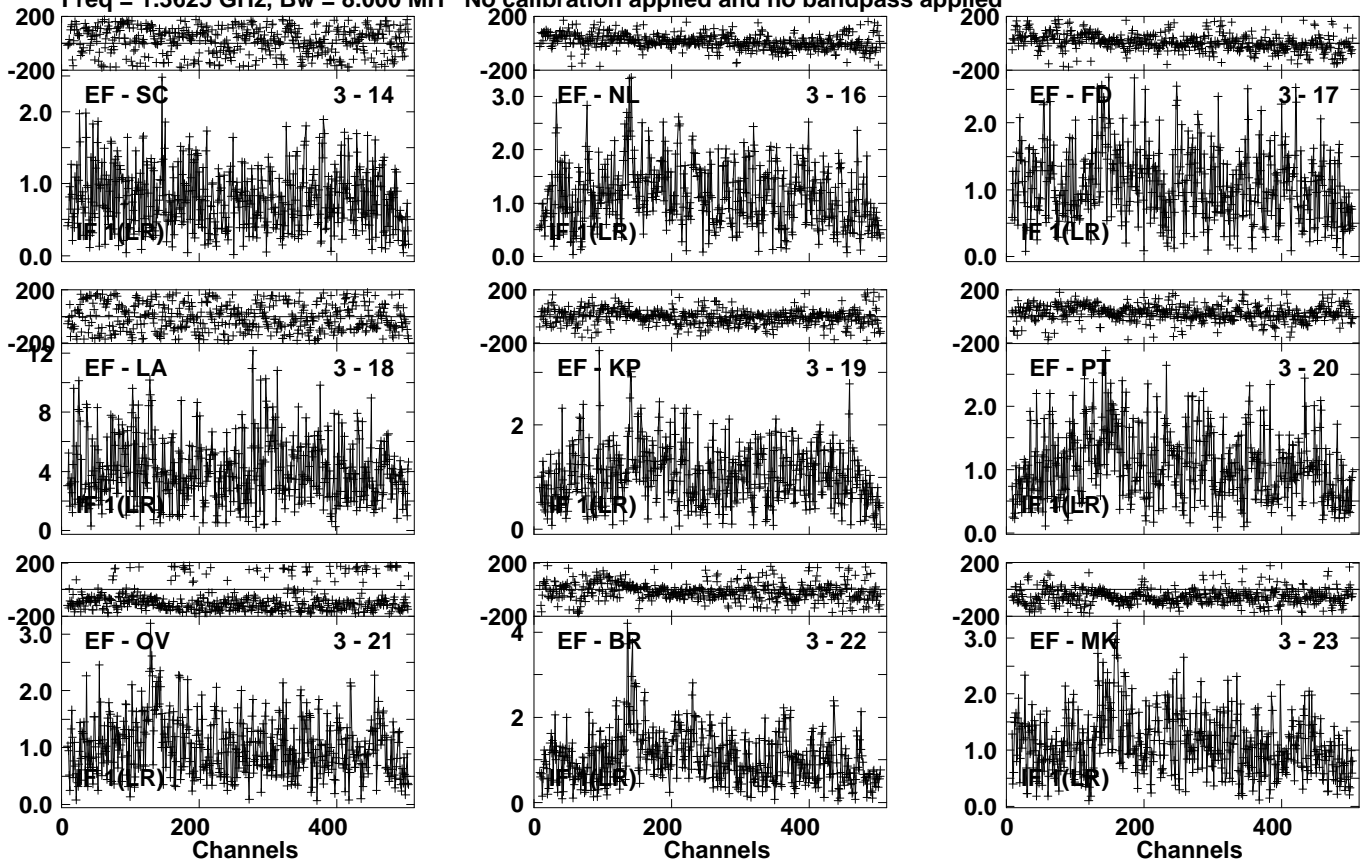 Freq = 1.3625 GHz, Bw = 8.000 MH No calibration applied and no bandpass applied
200
-200
EF - SC 3 - 14
2.0
1.0
IF 1(LR)
0.0
200
-200
EF - NL 3 - 16
3.0
2.0
1.0
IF 1(LR)
0.0
200
-200
EF - FD 3 - 17
2.0
1.0
IF 1(LR)
0.0
200
-200
12
EF - LA 3 - 18
8
4
IF 1(LR)
0
200
-200
EF - KP 3 - 19
2
IF 1(LR)
0
200
-200
EF - PT 3 - 20
2.0
1.0
IF 1(LR)
0.0
200
-200
3.0
EF - OV 3 - 21
2.0
1.0
IF 1(LR)
0.0
0 200 400
Channels
200
-200
4
EF - BR 3 - 22
2
IF 1(LR)
0
0 200 400
Channels
200
-200
3.0
EF - MK 3 - 23
2.0
1.0
IF 1(LR)
0.0
0 200 400
Channels